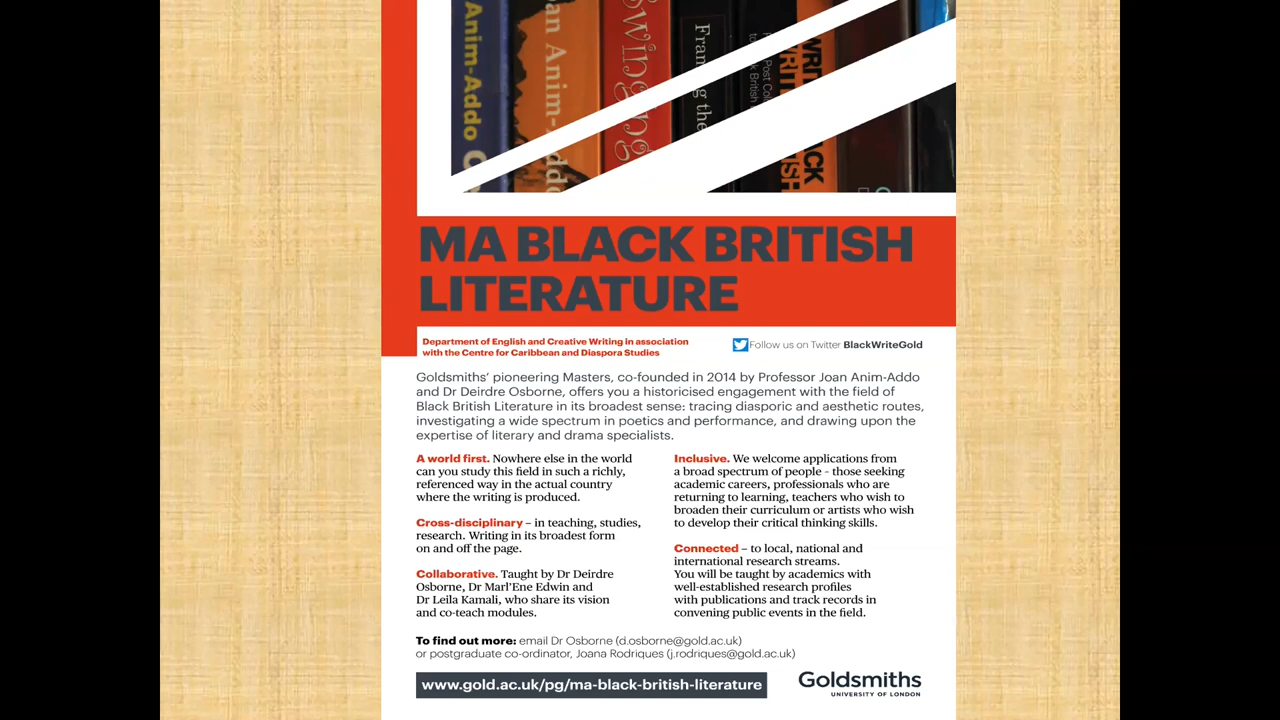 Anim-Addo
an Anim-Addo
Swinging
Framing the
WRITE BLACK
WRITE BRITISH
MA BLACK BRITISH
LITERATURE
Department of English and Creative Writing in association
with the Centre for Caribbean and Diaspora Studies
Follow us on Twitter BlackWriteGold
Goldsmiths' pioneering Masters, co-founded in 2014 by Professor Joan Anim-Addo
and Dr Deirdre Osborne, offers you a historicised engagement with the field of
Black British Literature in its broadest sense: tracing diasporic and aesthetic routes,
investigating a wide spectrum in poetics and performance, and drawing upon the
expertise of literary and drama specialists.
A world first. Nowhere else in the world
can you study this field in such a richly,
referenced way in the actual country
where the writing is produced.
Cross-disciplinary – in teaching, studies,
research. Writing in its broadest form
on and off the page.
Collaborative. Taught by Dr Deirdre
Osborne, Dr Marl'Ene Edwin and
Dr Leila Kamali, who share its vision
and co-teach modules.
Inclusive. We welcome applications from
a broad spectrum of people - those seeking
academic careers, professionals who are
returning to learning, teachers who wish to
broaden their curriculum or artists who wish
to develop their critical thinking skills.
Connected – to local, national and
international research streams.
You will be taught by academics with
well-established research profiles
with publications and track records in
convening public events in the field.
To find out more: email Dr Osborne (d.osborne@gold.ac.uk)
or postgraduate co-ordinator, Joana Rodriques (j.rodriques@gold.ac.uk)
www.gold.ac.uk/pg/ma-black-british-literature
Goldsmiths
UNIVERSITY OF LONDON